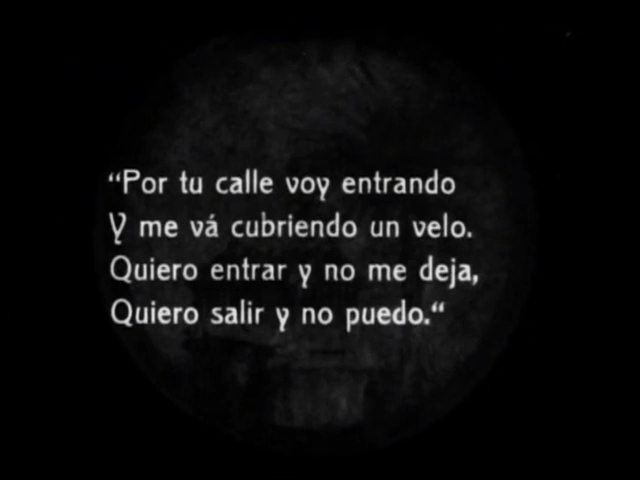 “Por tu calle voy entrando
Y me vá cubriendo un velo.
Quiero entrar y no me deja,
Quiero salir y no puedo.“